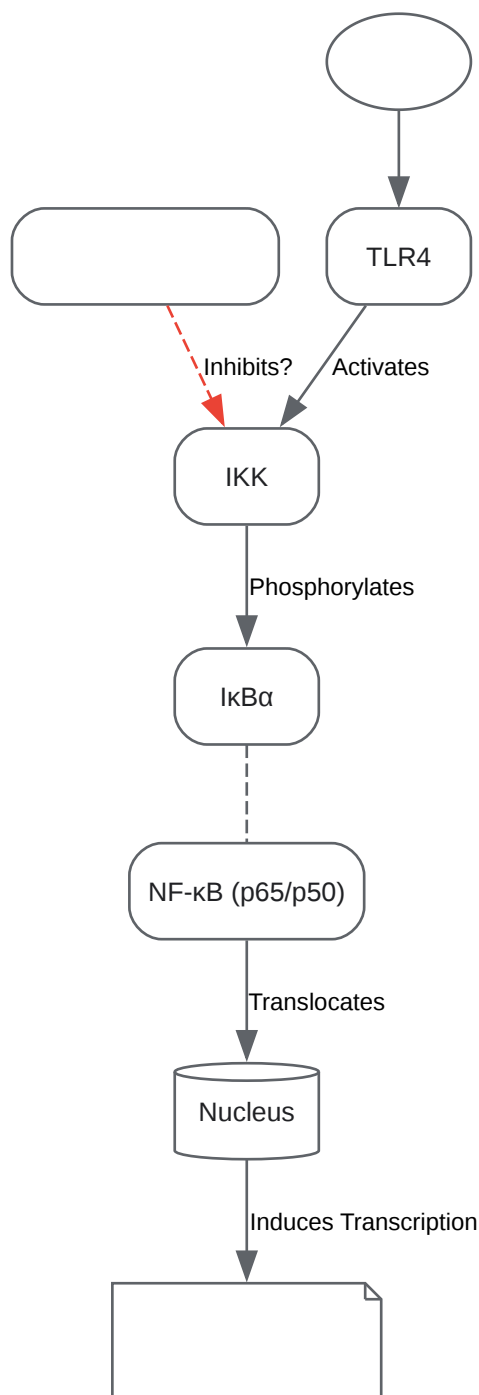 TLR4
Inhibits?
Activates
IKK
Phosphorylates
IκBα
NF-κB (p65/p50)
Translocates
Nucleus
Induces Transcription